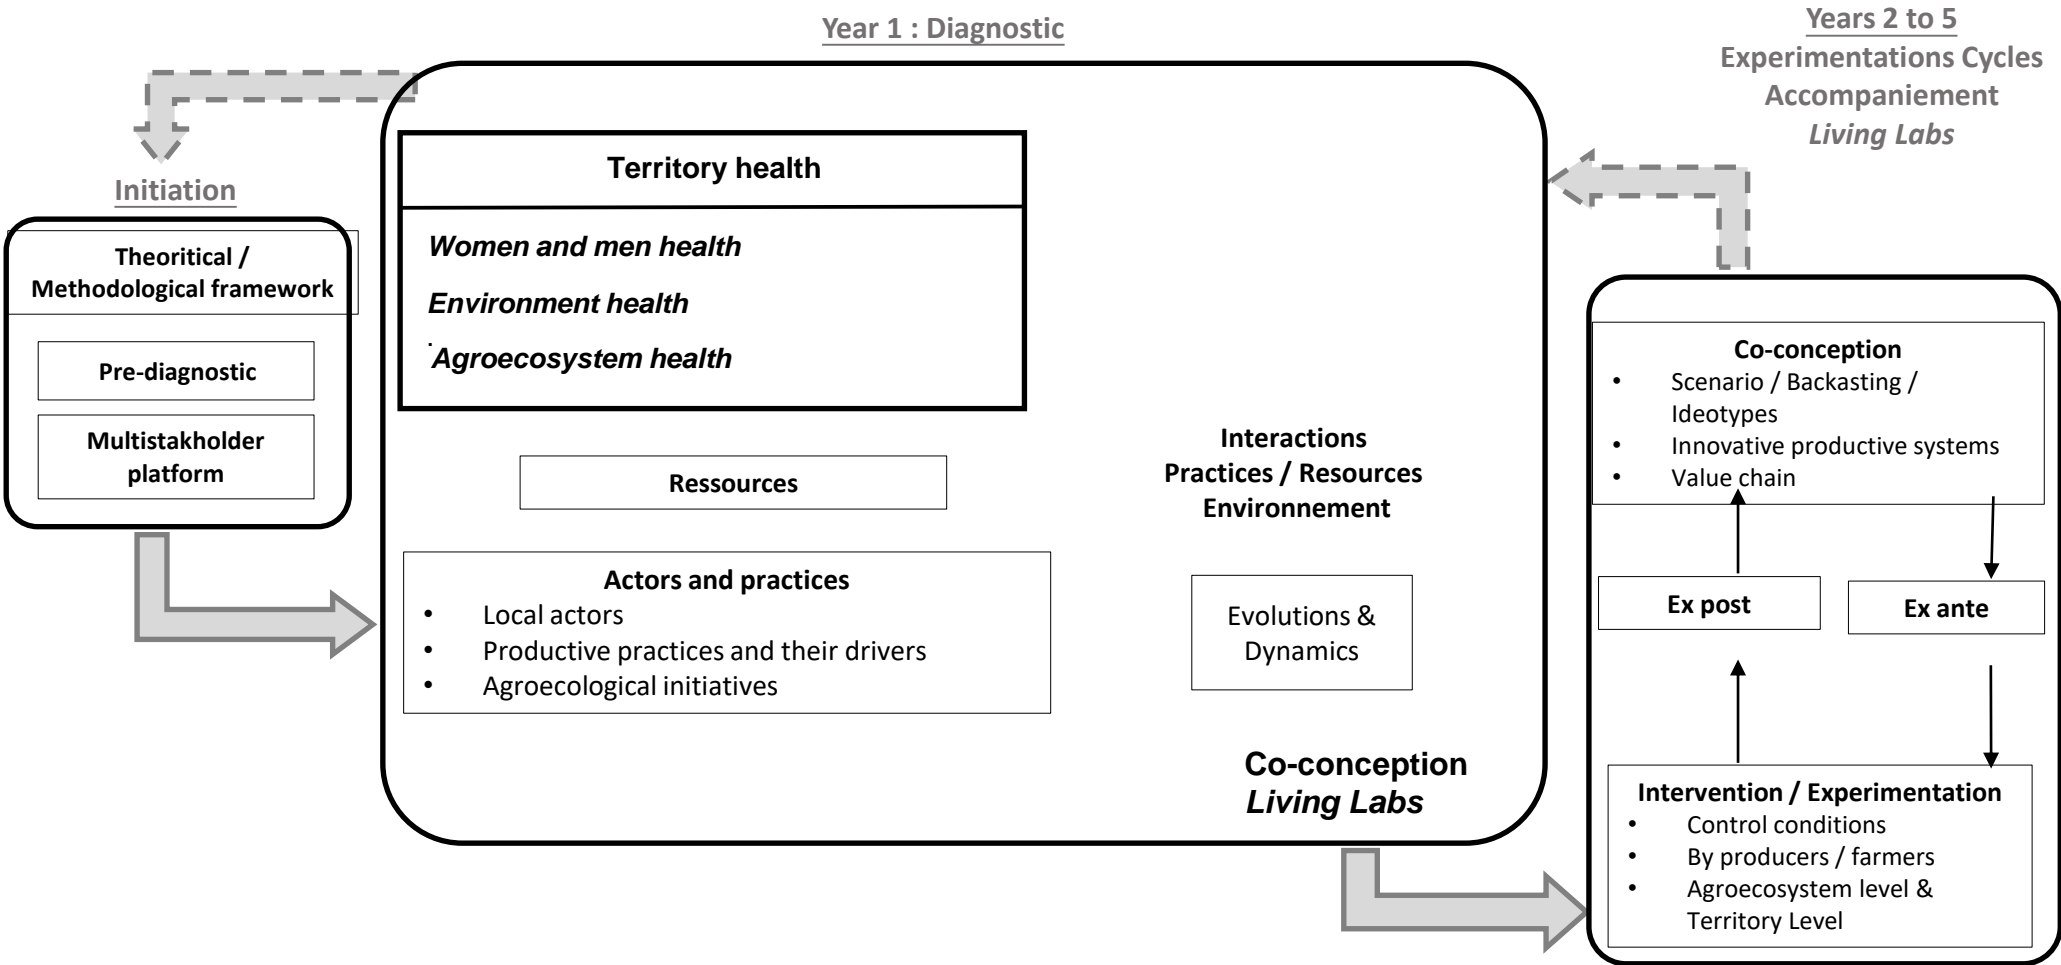 Year 1 : Diagnostic
Years 2 to 5
Experimentations Cycles
Accompaniement
Living Labs
Initiation
Theoritical /
Methodological framework
Pre-diagnostic
Multistakholder
platform
Territory health
Women and men health
Environment health
Agroecosystem health
Ressources
Actors and practices
• Local actors
• Productive practices and their drivers
• Agroecological initiatives
Interactions
Practices / Resources
Environnement
Evolutions &
Dynamics
Co-conception
Living Labs
Co-conception
• Scenario / Backasting /
Ideotypes
• Innovative productive systems
• Value chain
Ex post
Ex ante
Intervention / Experimentation
• Control conditions
• By producers / farmers
• Agroecosystem level &
Territory Level